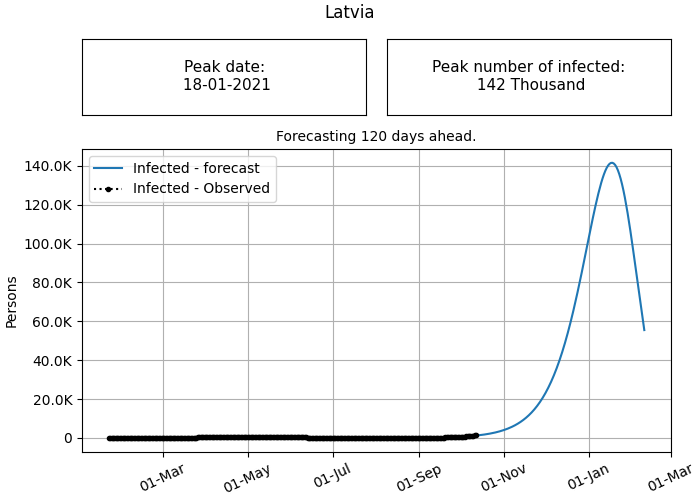 Latvia
Peak date:
18-01-2021
Peak number of infected:
142 Thousand
Forecasting 120 days ahead.
Infected - forecast
Infected - Observed
140.0K
120.0K
100.0K
80.0K
60.0K
40.0K
20.0K
0
Persons
01-Mar
01-May
01-Jul
01-Sep
01-Nov
01-Jan
01-Mar